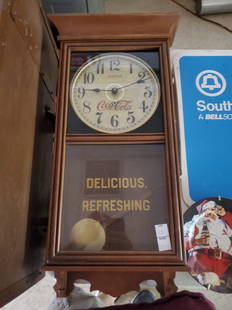 12
11
1
10
2
9
3
8
4
7
5
6
Coca-Cola
DELICIOUS.
REFRESHING
South
A BELLSO